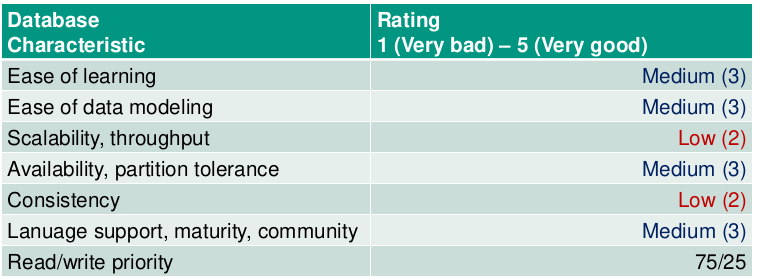 Database Rating
Characteristic 1 (Very bad) – 5 (Very good)
Ease of learning Medium (3)
Ease of data modeling Medium (3)
Scalability, throughput Low (2)
Availability, partition tolerance Medium (3)
Consistency Low (2)
Lanuage support, maturity, community Medium (3)
Read/write priority 75/25